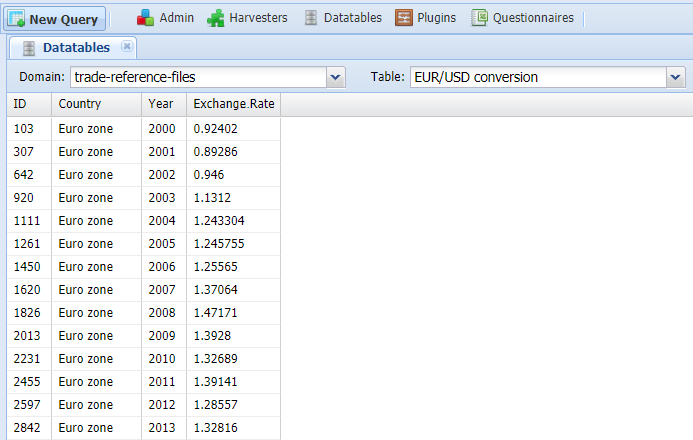 New Query Admin Harvesters Datatables Plugins Questionnaires
Datatables
Domain: trade-reference-files Table: EUR/USD conversion
ID Country Year Exchange.Rate
103 Euro zone 2000 0.92402
307 Euro zone 2001 0.89286
642 Euro zone 2002 0.946
920 Euro zone 2003 1.1312
1111 Euro zone 2004 1.243304
1261 Euro zone 2005 1.245755
1450 Euro zone 2006 1.25565
1620 Euro zone 2007 1.37064
1826 Euro zone 2008 1.47171
2013 Euro zone 2009 1.3928
2231 Euro zone 2010 1.32689
2455 Euro zone 2011 1.39141
2597 Euro zone 2012 1.28557
2842 Euro zone 2013 1.32816